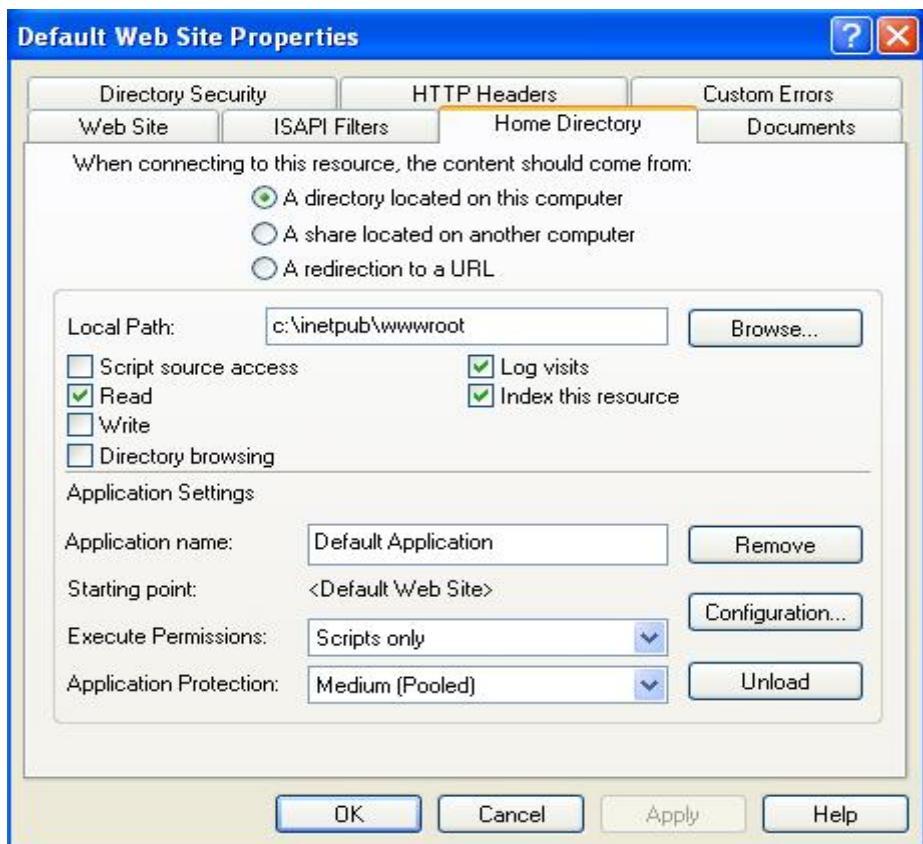 Default Web Site Properties
Directory Security HTTP Headers Custom Errors
Web Site ISAPI Filters Home Directory Documents
When connecting to this resource, the content should come from:
A directory located on this computer
A share located on another computer
A redirection to a URL
Local Path: c:\inetpub\wwwroot Browse...
Script source access Log visits
Read Index this resource
Write
Directory browsing
Application Settings
Application name: Default Application Remove
Starting point: <Default Web Site>
Configuration...
Execute Permissions: Scripts only
Application Protection: Medium (Pooled) Unload
OK Cancel Apply Help